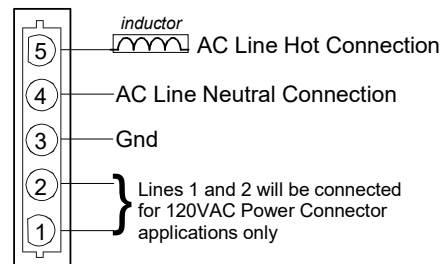 inductor
5 AC Line Hot Connection
4 AC Line Neutral Connection
3 Gnd
2
Lines 1 and 2 will be connected
for 120VAC Power Connector
applications only
1